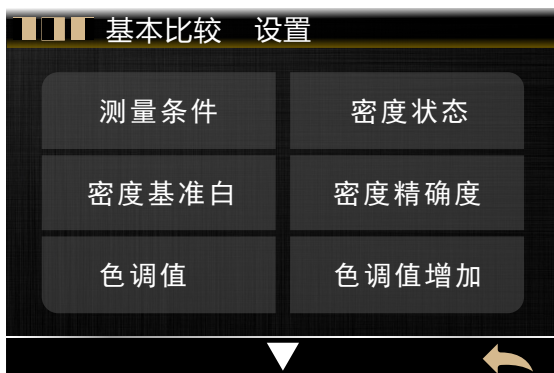 基本比较 设置
测量条件 密度状态
密度基准白 密度精确度
色调值 色调值增加